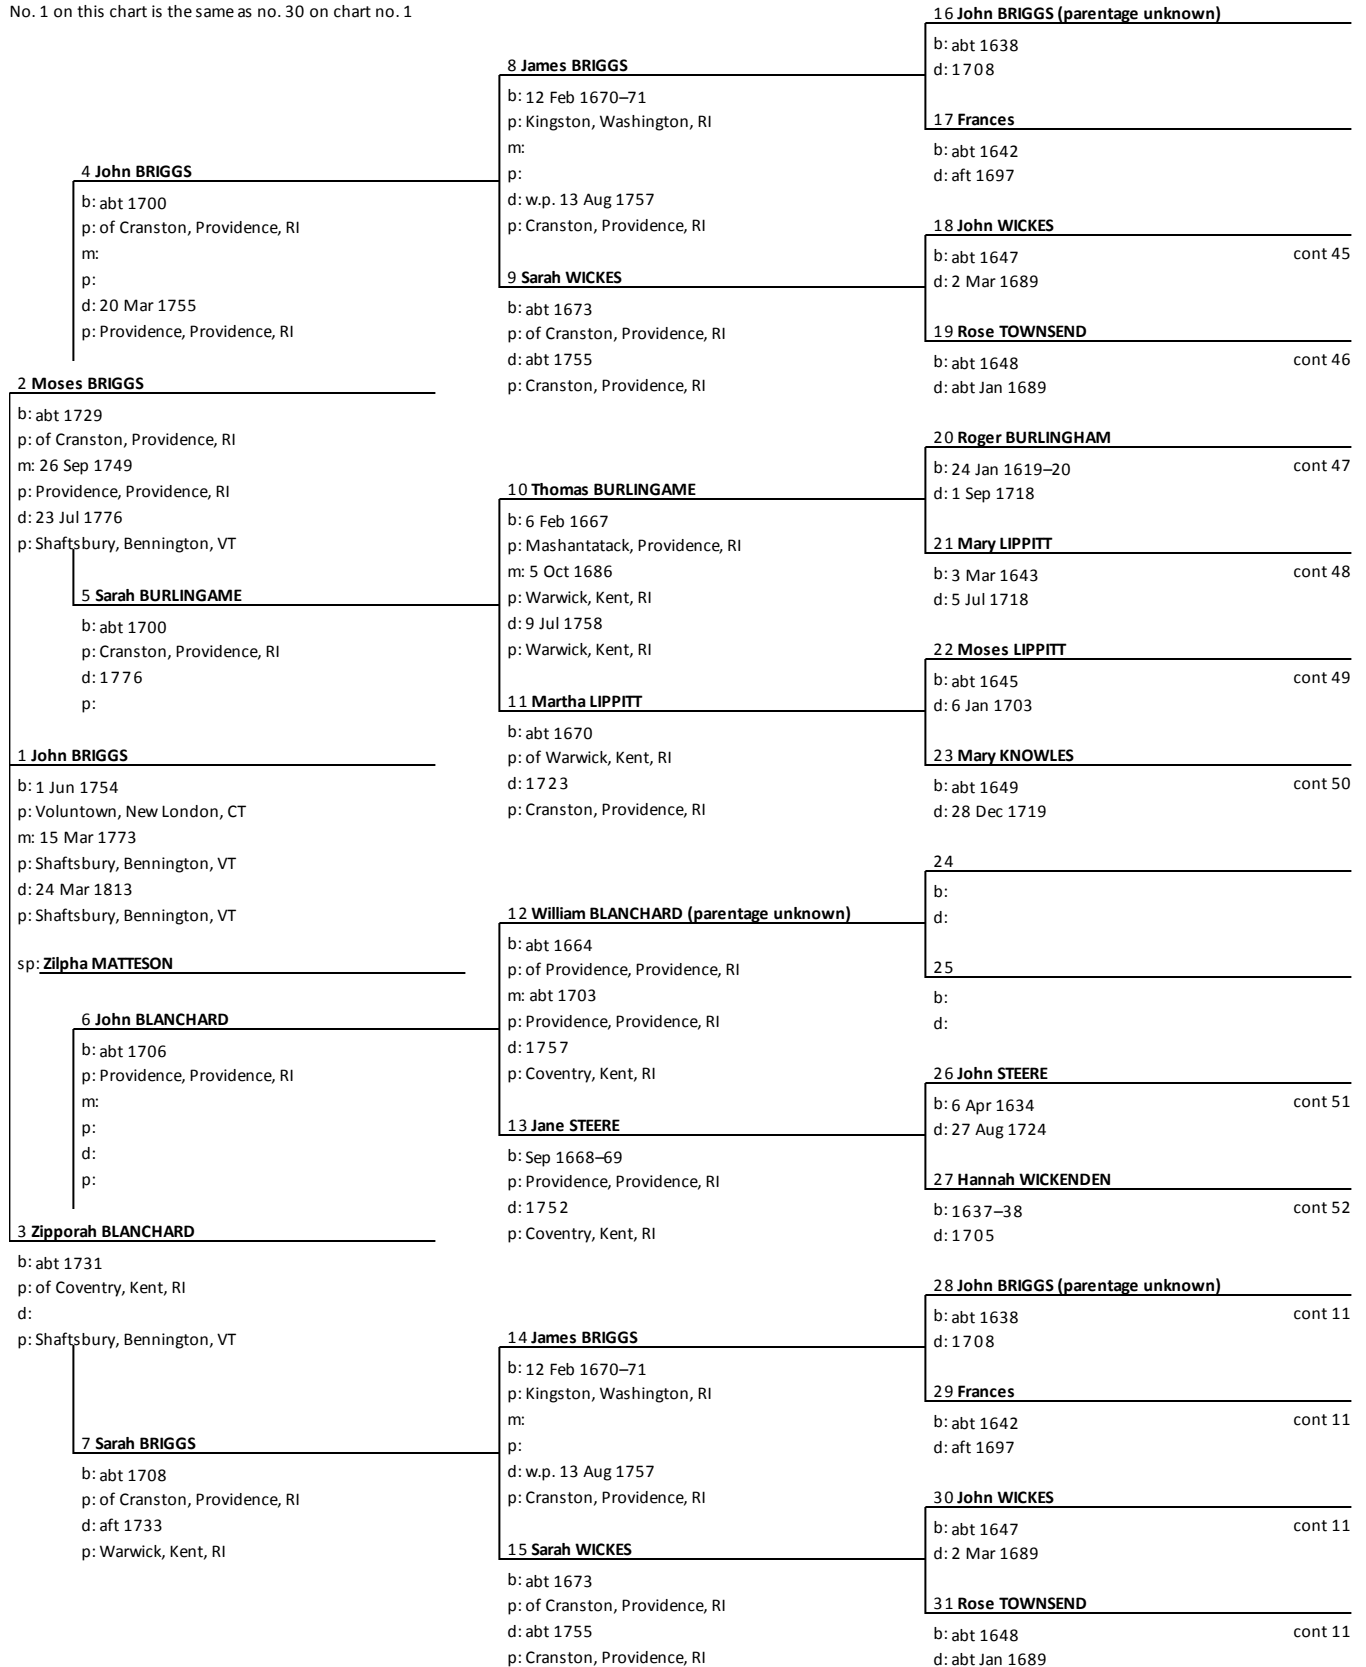 No. 1 on this chart is the same as no. 30 on chart no. 1
4 John BRIGGS
b: abt 1700
p: of Cranston, Providence, RI
m:
p:
d: 20 Mar 1755
p: Providence, Providence, RI
2 Moses BRIGGS
b: abt 1729
p: of Cranston, Providence, RI
m: 26 Sep 1749
p: Providence, Providence, RI
d: 23 Jul 1776
p: Shaftsbury, Bennington, VT
5 Sarah BURLINGAME
b: abt 1700
p: Cranston, Providence, RI
d: 1776
p:
1 John BRIGGS
b: 1 Jun 1754
p: Voluntown, New London, CT
m: 15 Mar 1773
p: Shaftsbury, Bennington, VT
d: 24 Mar 1813
p: Shaftsbury, Bennington, VT
sp: Zilpha MATTESON
6 John BLANCHARD
b: abt 1706
p: Providence, Providence, RI
m:
p:
d:
p:
3 Zipporah BLANCHARD
b: abt 1731
p: of Coventry, Kent, RI
d:
p: Shaftsbury, Bennington, VT
7 Sarah BRIGGS
b: abt 1708
p: of Cranston, Providence, RI
d: aft 1733
p: Warwick, Kent, RI
8 James BRIGGS
b: 12 Feb 1670–71
p: Kingston, Washington, RI
m:
p:
d: w.p. 13 Aug 1757
p: Cranston, Providence, RI
9 Sarah WICKES
b: abt 1673
p: of Cranston, Providence, RI
d: abt 1755
p: Cranston, Providence, RI
10 Thomas BURLINGAME
b: 6 Feb 1667
p: Mashantatack, Providence, RI
m: 5 Oct 1686
p: Warwick, Kent, RI
d: 9 Jul 1758
p: Warwick, Kent, RI
11 Martha LIPPITT
b: abt 1670
p: of Warwick, Kent, RI
d: 1723
p: Cranston, Providence, RI
12 William BLANCHARD (parentage unknown)
b: abt 1664
p: of Providence, Providence, RI
m: abt 1703
p: Providence, Providence, RI
d: 1757
p: Coventry, Kent, RI
13 Jane STEERE
b: Sep 1668–69
p: Providence, Providence, RI
d: 1752
p: Coventry, Kent, RI
14 James BRIGGS
b: 12 Feb 1670–71
p: Kingston, Washington, RI
m:
p:
d: w.p. 13 Aug 1757
p: Cranston, Providence, RI
15 Sarah WICKES
b: abt 1673
p: of Cranston, Providence, RI
d: abt 1755
p: Cranston, Providence, RI
16 John BRIGGS (parentage unknown)
b: abt 1638
d: 1708
17 Frances
b: abt 1642
d: aft 1697
18 John WICKES
b: abt 1647 cont 45
d: 2 Mar 1689
19 Rose TOWNSEND
b: abt 1648 cont 46
d: abt Jan 1689
20 Roger BURLINGHAM
b: 24 Jan 1619–20 cont 47
d: 1 Sep 1718
21 Mary LIPPITT
b: 3 Mar 1643 cont 48
d: 5 Jul 1718
22 Moses LIPPITT
b: abt 1645 cont 49
d: 6 Jan 1703
23 Mary KNOWLES
b: abt 1649 cont 50
d: 28 Dec 1719
24
b:
d:
25
b:
d:
26 John STEERE
b: 6 Apr 1634 cont 51
d: 27 Aug 1724
27 Hannah WICKENDEN
b: 1637–38 cont 52
d: 1705
28 John BRIGGS (parentage unknown)
b: abt 1638 cont 11
d: 1708
29 Frances
b: abt 1642 cont 11
d: aft 1697
30 John WICKES
b: abt 1647 cont 11
d: 2 Mar 1689
31 Rose TOWNSEND
b: abt 1648 cont 11
d: abt Jan 1689